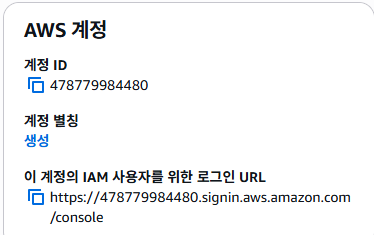 AWS 계정
계정 ID
478779984480
계정 별칭
생성
이 계정의 IAM 사용자를 위한 로그인 URL
https://478779984480.signin.aws.amazon.com
/console